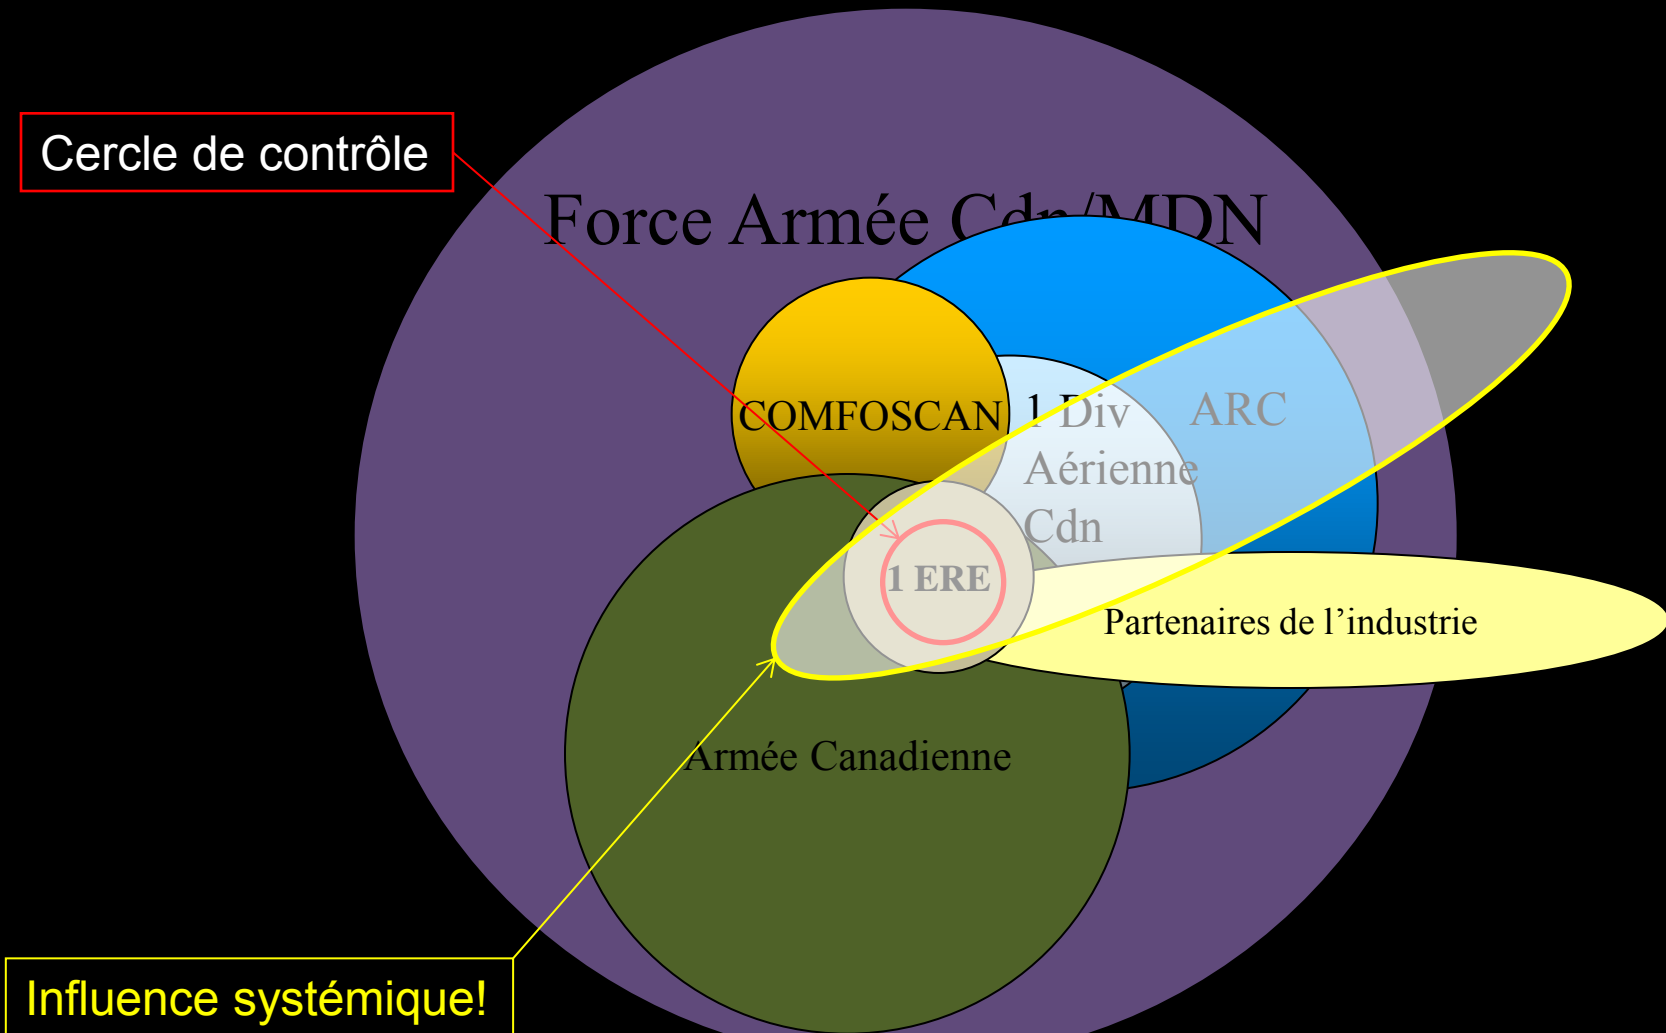 Cercle de contrôle
Force Armée Cdn/MDN
COMFOSCAN
1 Div
Aérienne
Cdn
ARC
1 ERE
Partenaires de l’industrie
Armée Canadienne
Influence systémique!